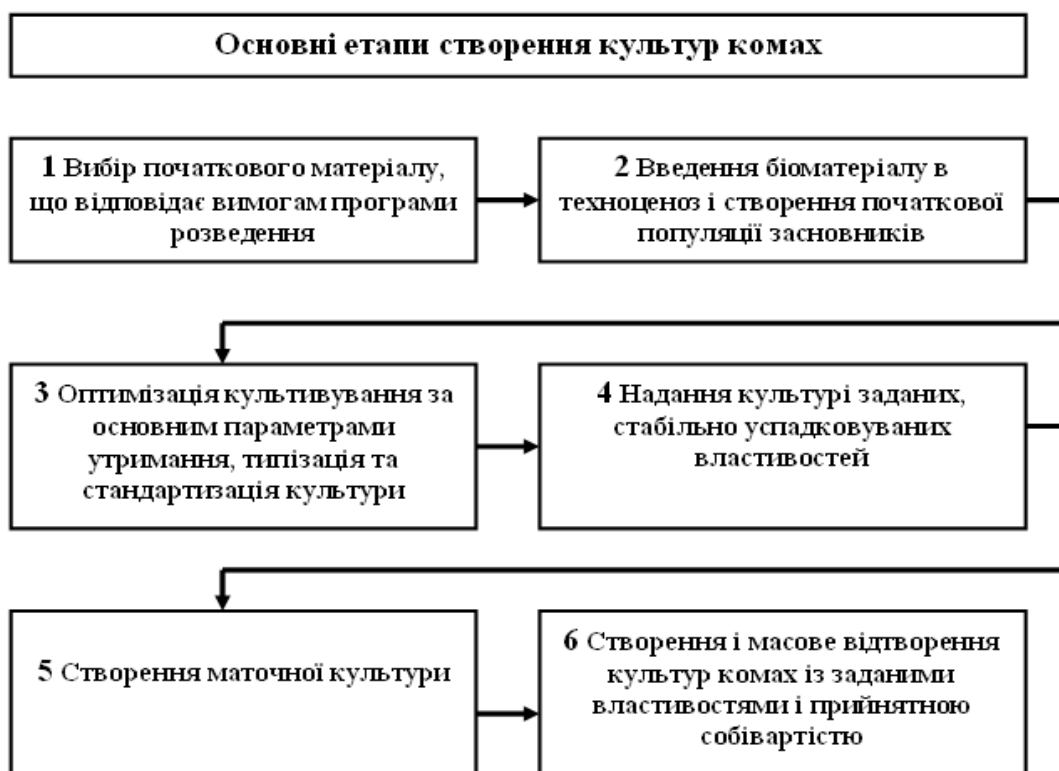 Основні етапи створення культур комах
1 Вибір початкового матеріалу,
що відповідає вимогам програми
розведення
2 Введення біоматеріалу в
техноценоз і створення початкової
популяції засновників
3 Оптимізація культивування за
основним параметрами
утримання, типізація та
стандартизація культури
4 Надання культурі заданих,
стабільно успадковуваних
властивостей
5 Створення маточної культури
6 Створення і масове відтворення
культур комах із заданими
властивостями і прийнятною
собівартістю